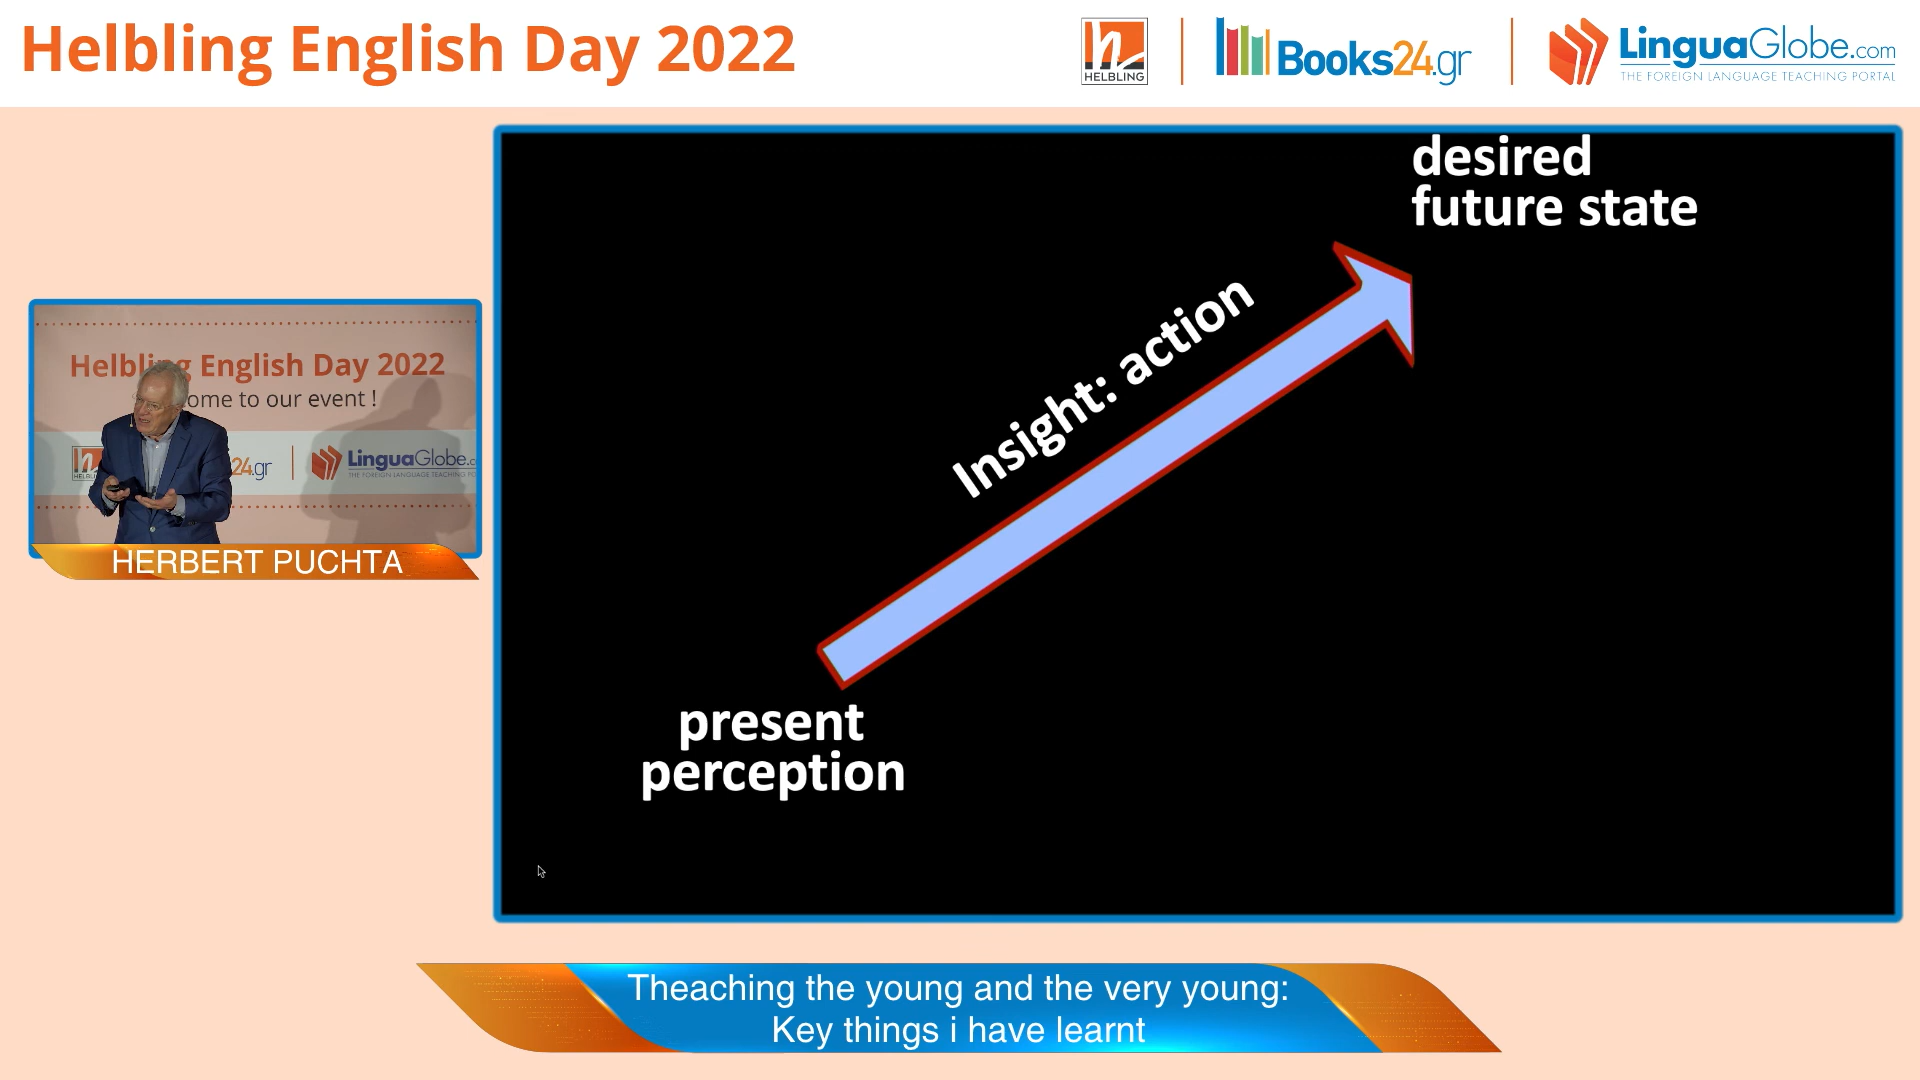 Helbling English Day 2022
HELBLING
Books24.gr
LinguaGlobe.com
THE FOREIGN LANGUAGE TEACHING PORTAL
desired
future state
Insight: action
present
perception
Helbling English Day 2022
ome to our event !
24.gr
LinguaGlobe.c
HERBERT PUCHTA
Theaching the young and the very young:
Key things i have learnt